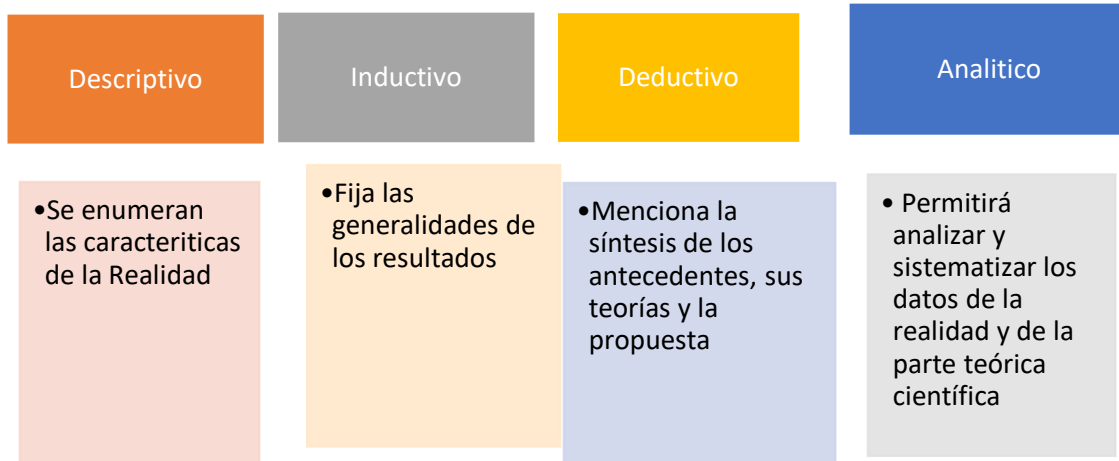 Descriptivo
•Se enumeran
las caracteriticas
de la Realidad
Inductivo
•Fija las
generalidades de
los resultados
Deductivo
•Menciona la
síntesis de los
antecedentes, sus
teorías y la
propuesta
Analitico
• Permitirá
analizar y
sistematizar los
datos de la
realidad y de la
parte teórica
científica